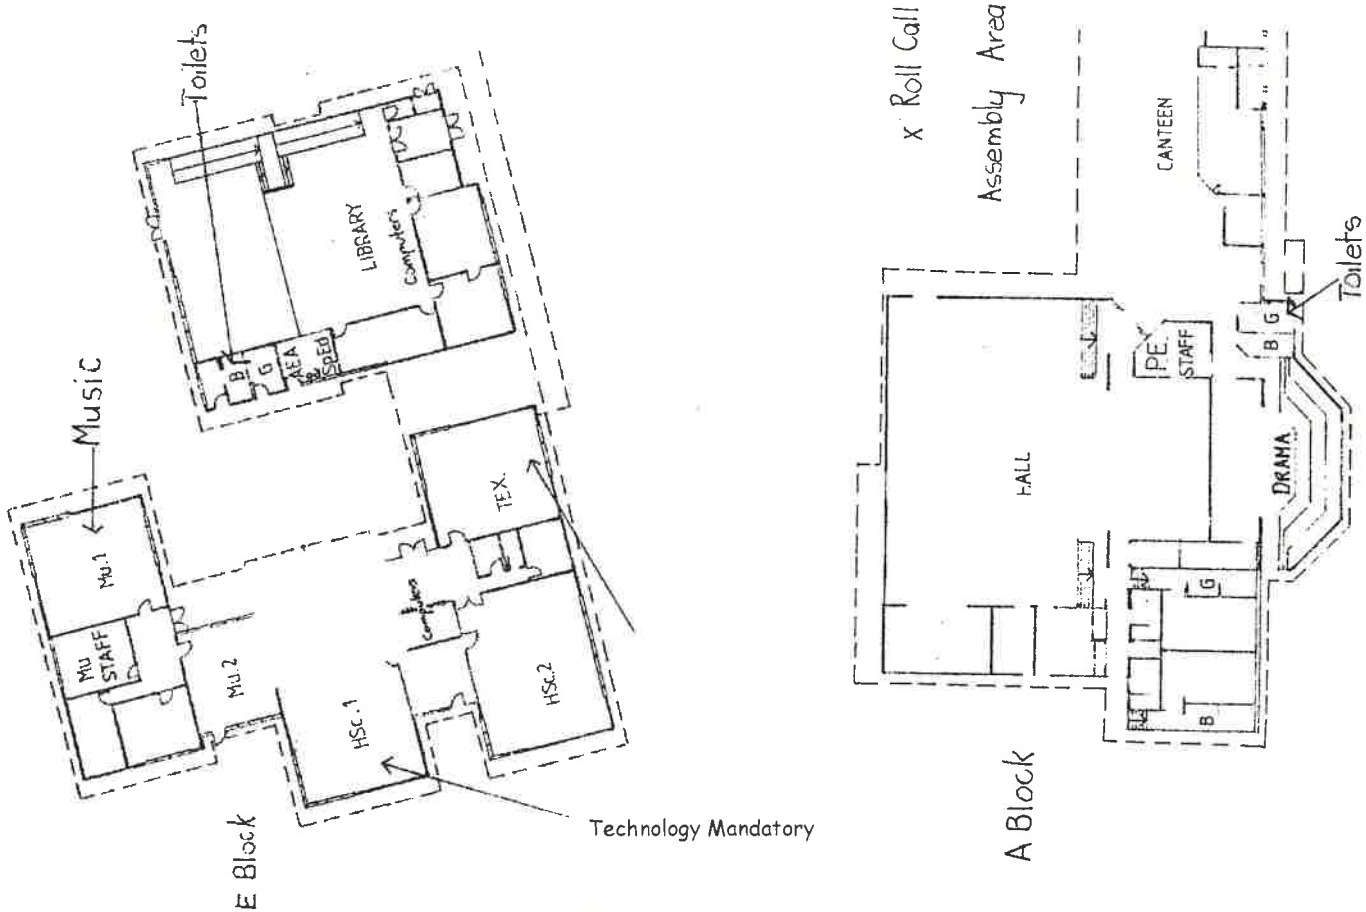 Toilets
LIBRARY
Computers
B
G
AEA
&
SpEd
Music
Mu.1
MU
STAFF
Mu.2
TEX.
Computers
HSc.1
HSc.2
E Block
Technology Mandatory
x Roll Call
Assembly Area
CANTEEN
Toilets
G
B
PE
STAFF
HALL
DRAMA
G
B
A Block